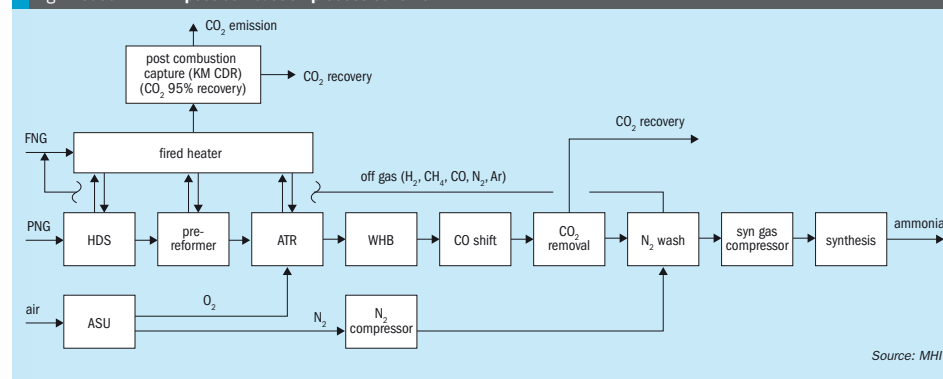 CO₂ emission
post combustion
capture (KM CDR)
(CO₂ 95% recovery)
CO₂ recovery
CO₂ recovery
FNG
fired heater
off gas (H₂, CH₄, CO, N₂, Ar)
PNG
HDS
pre-
reformer
ATR
WHB
CO shift
CO₂
removal
N₂ wash
syn gas
compressor
synthesis
ammonia
air
ASU
O₂
N₂
N₂
compressor
Source: MHI